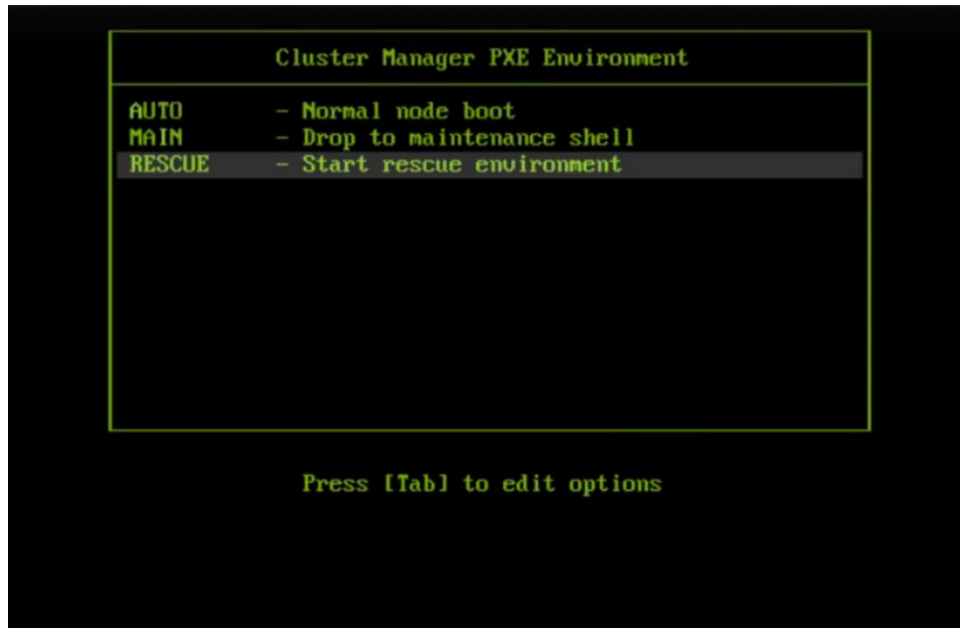 Cluster Manager PXE Environment
AUTO - Normal node boot
MAIN - Drop to maintenance shell
RESCUE - Start rescue environment
Press [Tab] to edit options